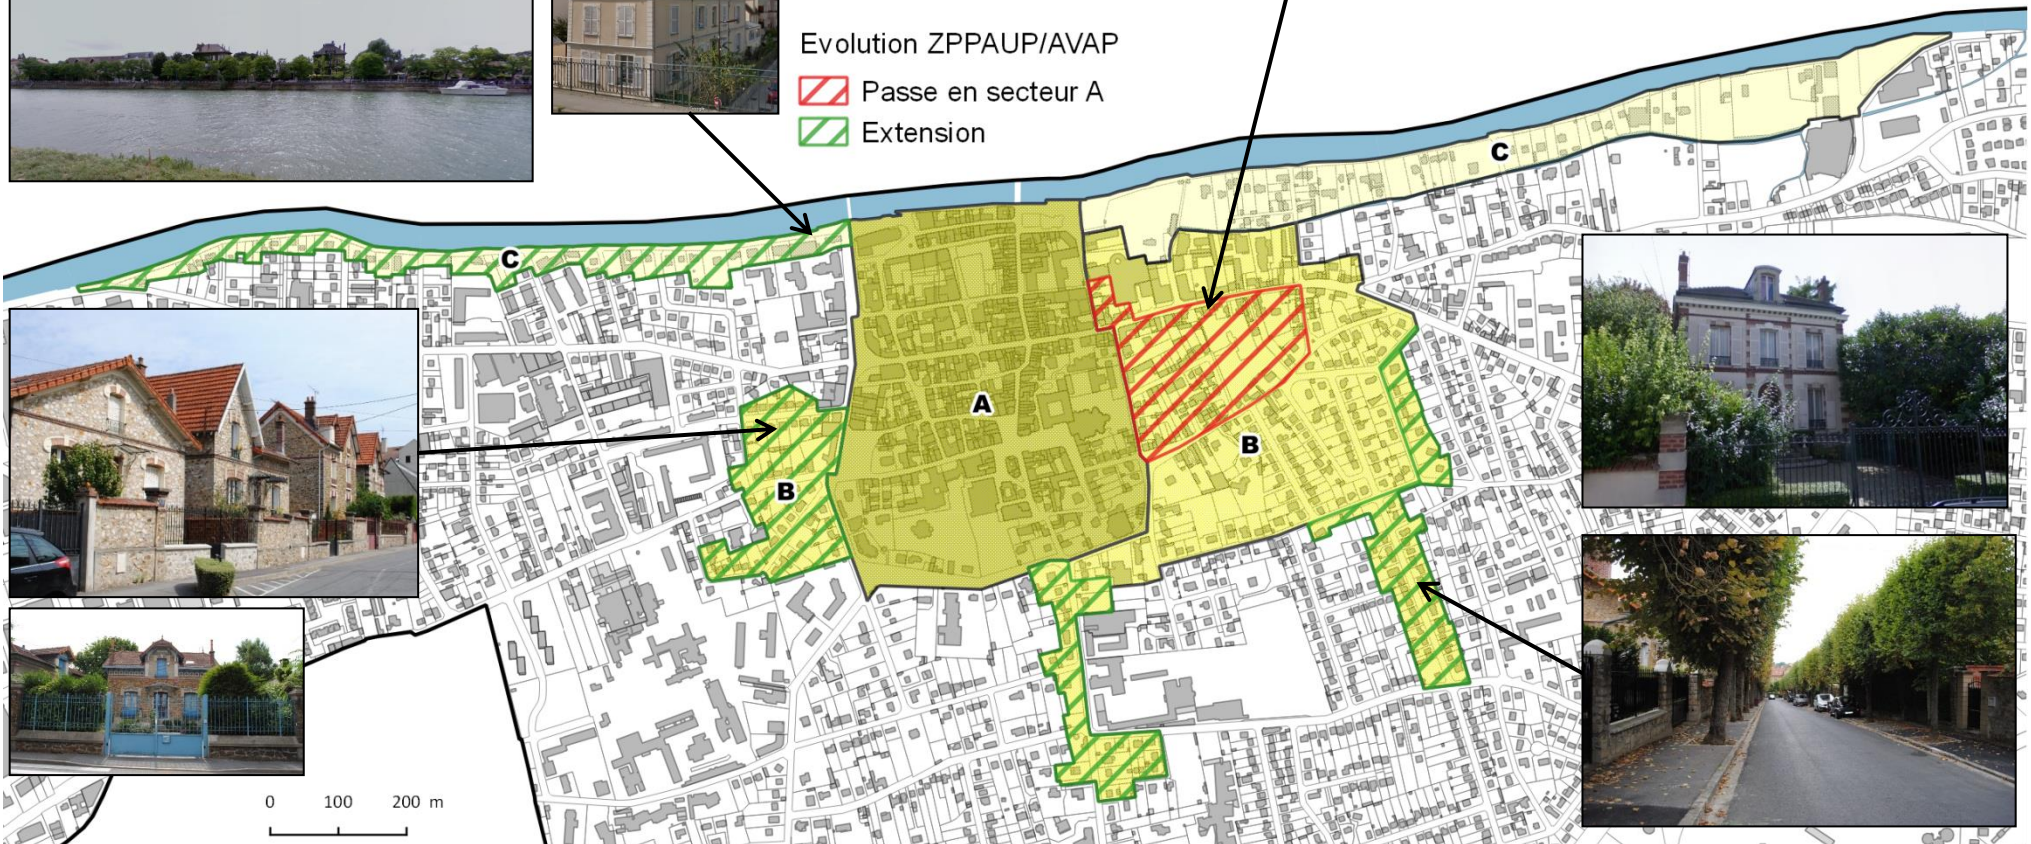 Evolution ZPPAUP/AVAP
Passe en secteur A
Extension
C
C
A
B
B
0 100 200 m